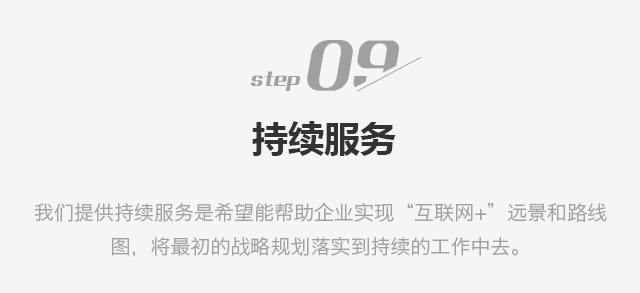 step 09
持续服务
我们提供持续服务是希望能帮助企业实现“互联网+”远景和路线
图，将最初的战略规划落实到持续的工作中去。